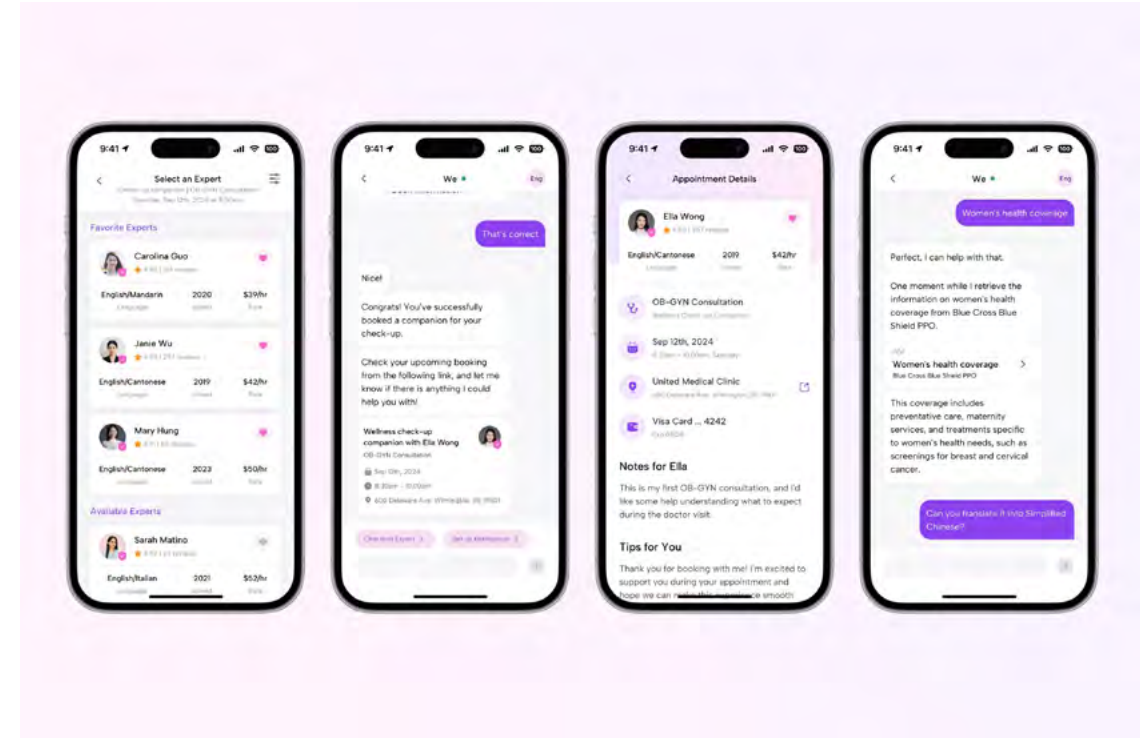 9:41
Select an Expert
Favorite Experts
Carolina Guo
English/Mandarin 2020 $39/hr
Janie Wu
English/Cantonese 2019 $42/hr
Mary Hung
English/Cantonese 2023 $50/hr
Available Experts
Sarah Matino
English/Italian 2021 $52/hr
9:41
We
Eng
That's correct
Nice!
Congrats! You've successfully
booked a companion for your
check-up.
Check your upcoming booking
from the following link, and let me
know if there is anything I could
help you with!
Wellness check-up
companion with Ella Wong
OB-GYN Consultation
Sep 12th, 2024
9:41
Appointment Details
Ella Wong
English/Cantonese 2019 $42/hr
OB-GYN Consultation
Sep 12th, 2024
United Medical Clinic
Visa Card ... 4242
Notes for Ella
This is my first OB-GYN consultation, and I'd
like some help understanding what to expect
during the doctor visit.
Tips for You
Thank you for booking with me! I'm excited to
support you during your appointment and
hope we can make this experience smooth
9:41
We
Eng
Women's health coverage
Perfect, I can help with that.
One moment while I retrieve the
information on women's health
coverage from Blue Cross Blue
Shield PPO.
Women's health coverage
Blue Cross Blue Shield PPO
This coverage includes
preventative care, maternity
services, and treatments specific
to women's health needs, such as
screenings for breast and cervical
cancer.
Can you translate it into Simplified
Chinese?